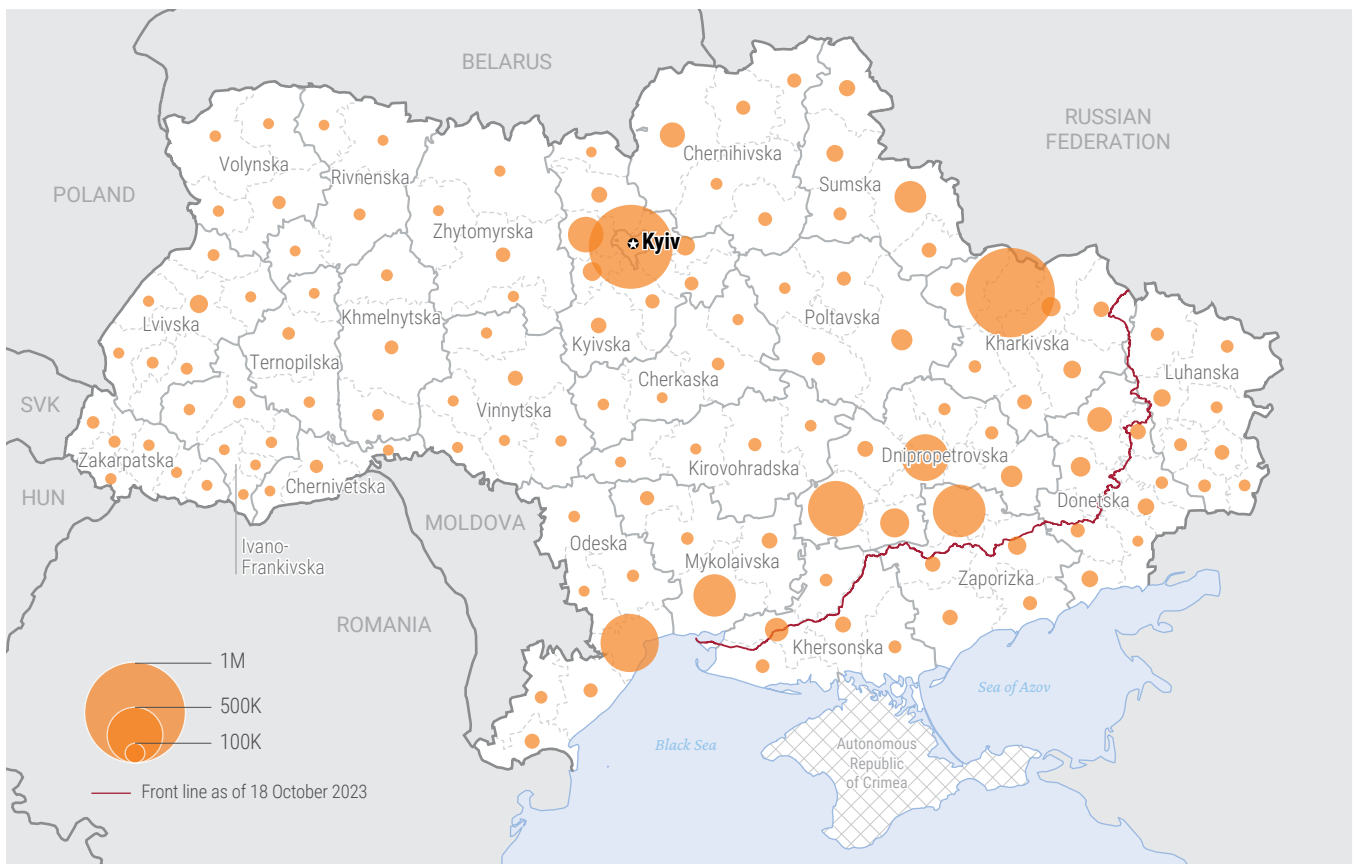 BELARUS
RUSSIAN
FEDERATION
POLAND
Volynska
Rivnenska
Chernihivska
Sumska
Zhytomyrska
Kyiv
Lvivska
Khmelnytska
Ternopilska
Kyivska
Poltavska
Kharkivska
Luhanska
Cherkaska
SVK
Vinnytska
Zakarpatska
Chernivetska
Kirovohradska
Dnipropetrovska
Donetska
HUN
MOLDOVA
Ivano-
Frankivska
Odeska
Mykolaivska
Zaporizka
ROMANIA
Khersonska
1M
500K
100K
Sea of Azov
Black Sea
Autonomous
Republic
of Crimea
Front line as of 18 October 2023